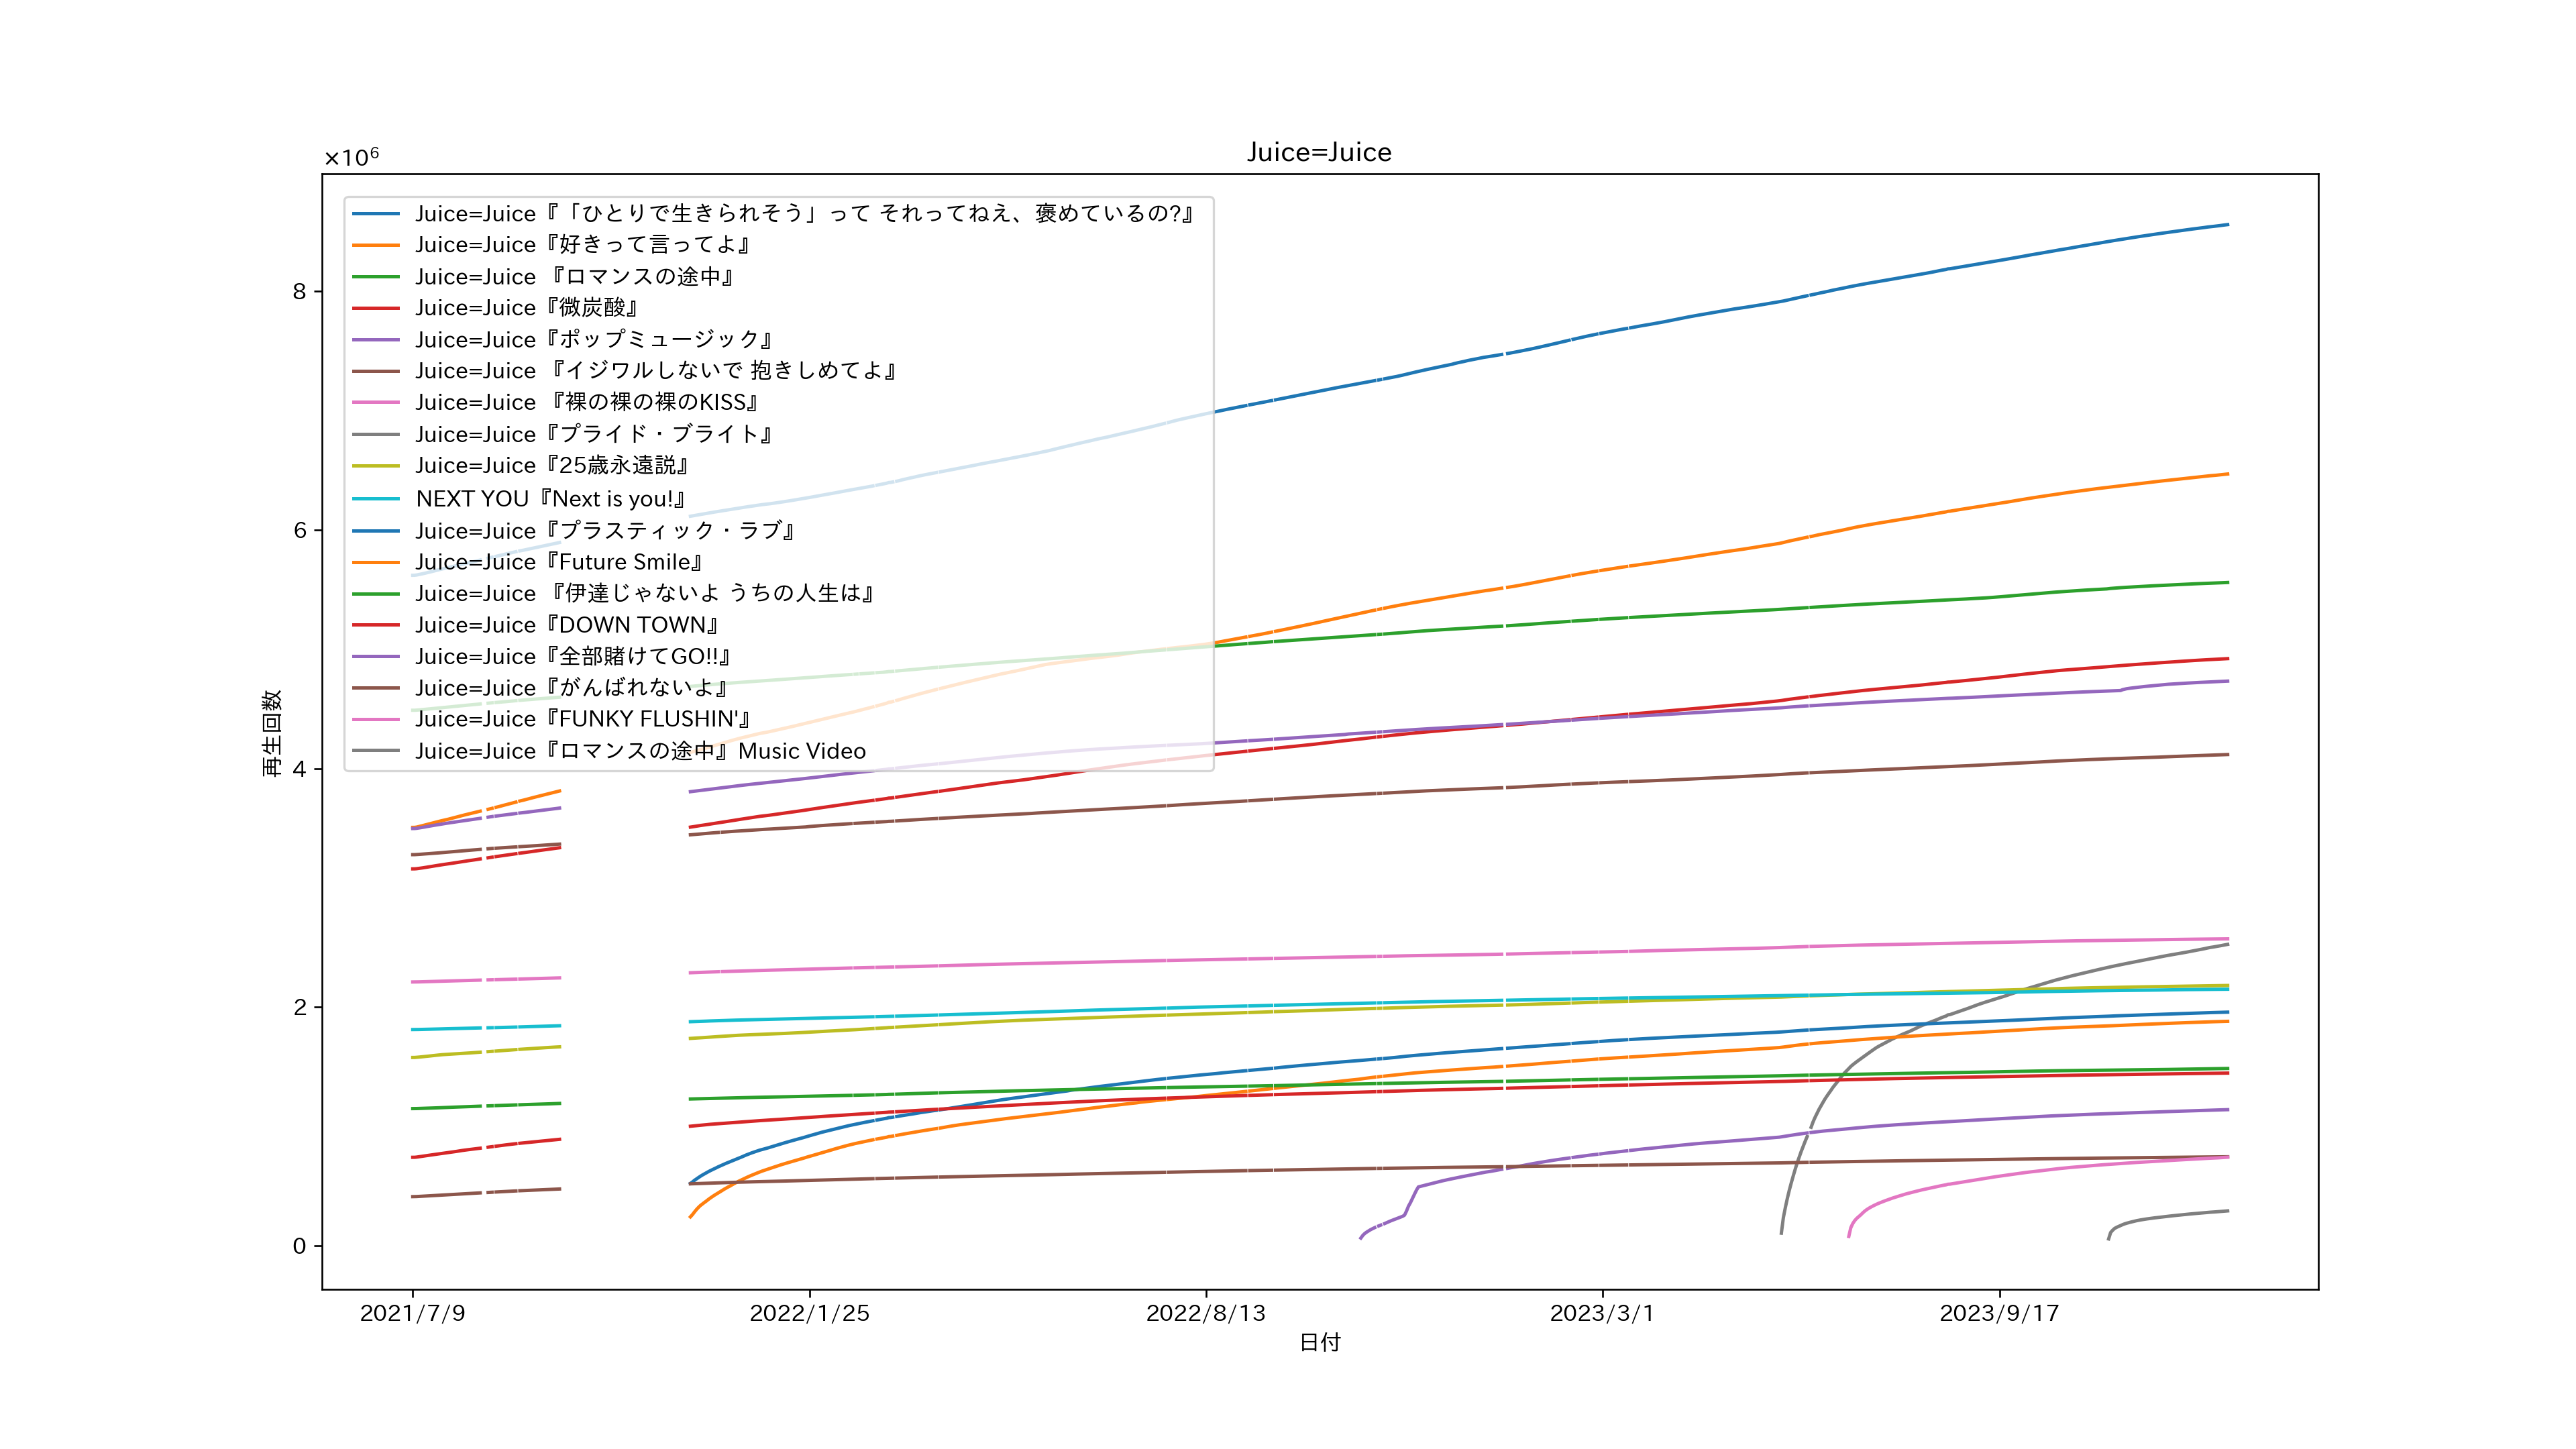 Juice=Juice
×10⁶
Juice=Juice『「ひとりで生きられそう」って それってねえ、褒めているの?』
Juice=Juice『好きって言ってよ』
Juice=Juice 『ロマンスの途中』
Juice=Juice『微炭酸』
Juice=Juice『ポップミュージック』
Juice=Juice 『イジワルしないで 抱きしめてよ』
Juice=Juice 『裸の裸の裸のKISS』
Juice=Juice『プライド・ブライト』
Juice=Juice『25歳永遠説』
NEXT YOU『Next is you!』
Juice=Juice『プラスティック・ラブ』
Juice=Juice『Future Smile』
Juice=Juice 『伊達じゃないよ うちの人生は』
Juice=Juice『DOWN TOWN』
Juice=Juice『全部賭けてGO!!』
Juice=Juice『がんばれないよ』
Juice=Juice『FUNKY FLUSHIN'』
Juice=Juice『ロマンスの途中』Music Video
8
6
4
2
0
再生回数
2021/7/9
2022/1/25
2022/8/13
2023/3/1
2023/9/17
日付